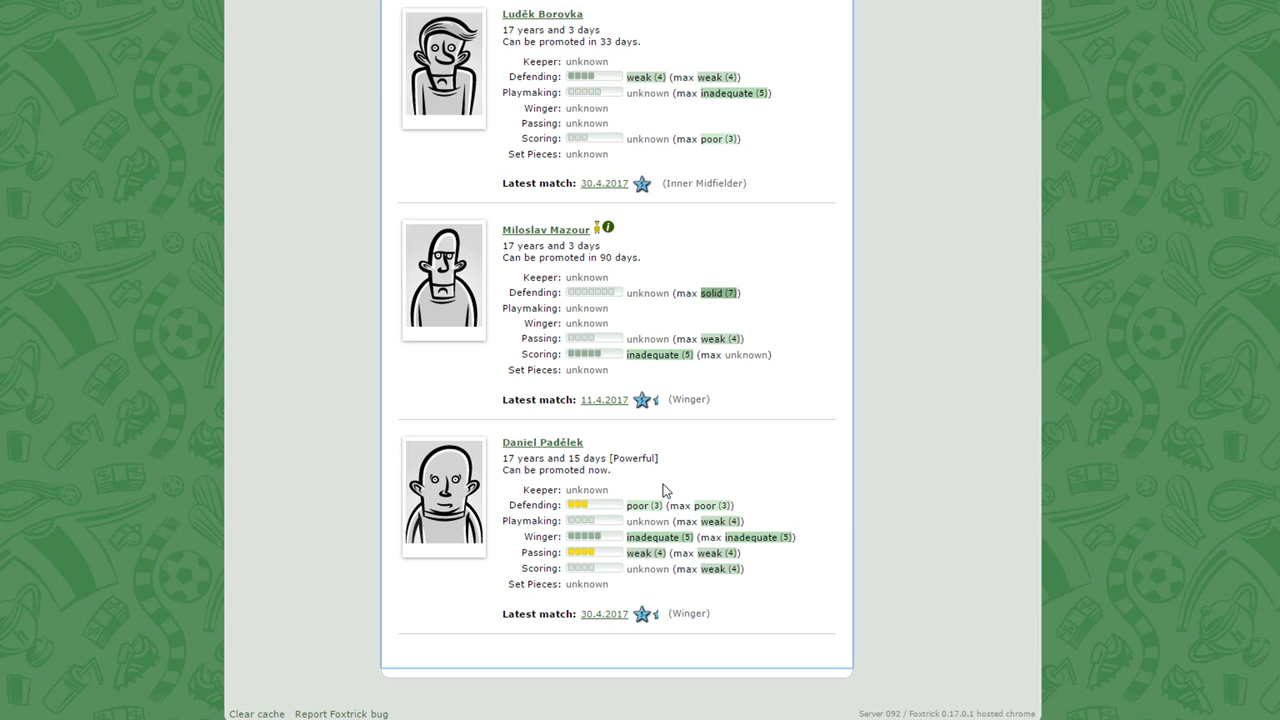 Luděk Borovka
17 years and 3 days
Can be promoted in 33 days.
Keeper: unknown
Defending: weak (4) (max weak (4))
Playmaking: unknown (max inadequate (5))
Winger: unknown
Passing: unknown
Scoring: unknown (max poor (3))
Set Pieces: unknown
Latest match: 30.4.2017 (Inner Midfielder)
Miloslav Mazour
17 years and 3 days
Can be promoted in 90 days.
Keeper: unknown
Defending: unknown (max solid (7))
Playmaking: unknown
Winger: unknown
Passing: unknown (max weak (4))
Scoring: inadequate (5) (max unknown)
Set Pieces: unknown
Latest match: 11.4.2017 (Winger)
Daniel Padělek
17 years and 15 days [Powerful]
Can be promoted now.
Keeper: unknown
Defending: poor (3) (max poor (3))
Playmaking: unknown (max weak (4))
Winger: inadequate (5) (max inadequate (5))
Passing: weak (4) (max weak (4))
Scoring: unknown (max weak (4))
Set Pieces: unknown
Latest match: 30.4.2017 (Winger)
Clear cache Report Foxtrick bug
Server 092 / Foxtrick 0.17.0.1 hosted chrome